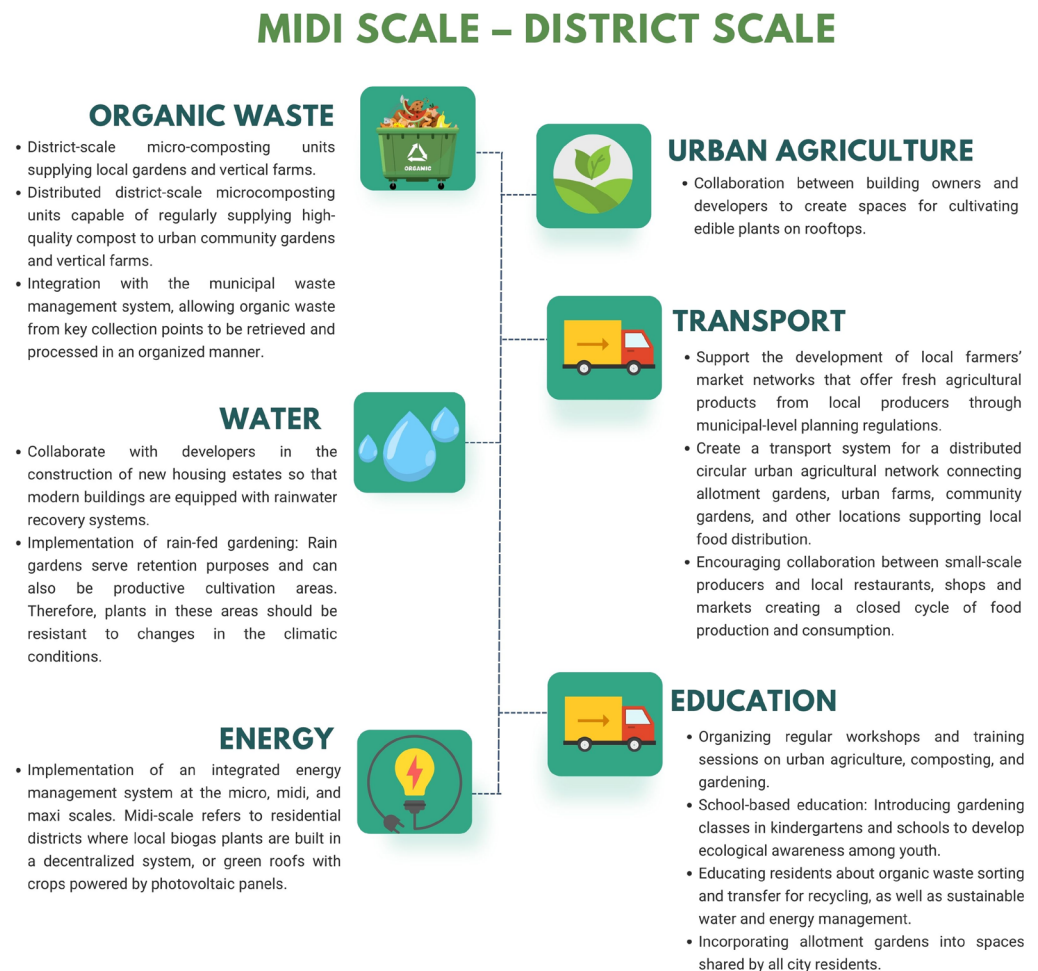 MIDI SCALE – DISTRICT SCALE
ORGANIC WASTE
• District-scale micro-composting units
supplying local gardens and vertical farms.
• Distributed district-scale microcomposting
units capable of regularly supplying high-
quality compost to urban community gardens
and vertical farms.
• Integration with the municipal waste
management system, allowing organic waste
from key collection points to be retrieved and
processed in an organized manner.
ORGANIC
URBAN AGRICULTURE
• Collaboration between building owners and
developers to create spaces for cultivating
edible plants on rooftops.
TRANSPORT
• Support the development of local farmers’
market networks that offer fresh agricultural
products from local producers through
municipal-level planning regulations.
• Create a transport system for a distributed
circular urban agricultural network connecting
allotment gardens, urban farms, community
gardens, and other locations supporting local
food distribution.
• Encouraging collaboration between small-scale
producers and local restaurants, shops and
markets creating a closed cycle of food
production and consumption.
WATER
• Collaborate with developers in the
construction of new housing estates so that
modern buildings are equipped with rainwater
recovery systems.
• Implementation of rain-fed gardening: Rain
gardens serve retention purposes and can
also be productive cultivation areas.
Therefore, plants in these areas should be
resistant to changes in the climatic
conditions.
EDUCATION
• Organizing regular workshops and training
sessions on urban agriculture, composting, and
gardening.
• School-based education: Introducing gardening
classes in kindergartens and schools to develop
ecological awareness among youth.
• Educating residents about organic waste sorting
and transfer for recycling, as well as sustainable
water and energy management.
• Incorporating allotment gardens into spaces
shared by all city residents.
ENERGY
• Implementation of an integrated energy
management system at the micro, midi, and
maxi scales. Midi-scale refers to residential
districts where local biogas plants are built in
a decentralized system, or green roofs with
crops powered by photovoltaic panels.